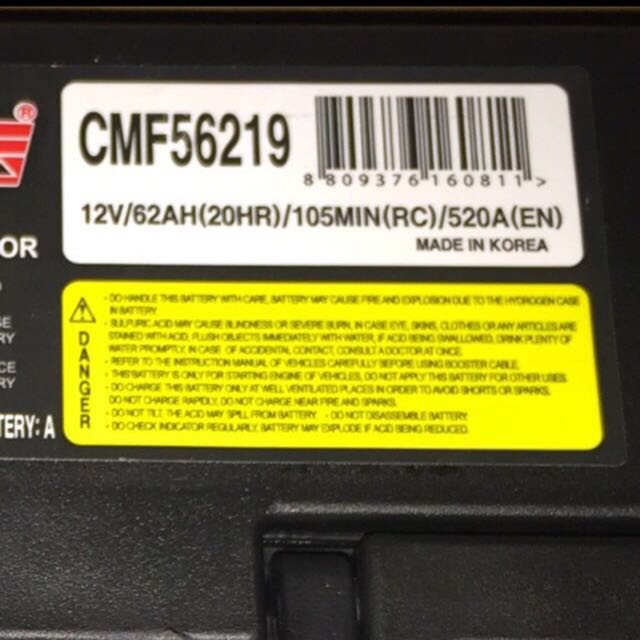 ®
CMF56219
8 809376 160811 >
12V/62AH(20HR)/105MIN(RC)/520A(EN)
MADE IN KOREA
OR
DANGER
· DO HANDLE THIS BATTERY WITH CARE, BATTERY MAY CAUSE FIRE AND EXPLOSION DUE TO THE HYDROGEN CASE
IN BATTERY
· SULFURIC ACID MAY CAUSE BLINDNESS OR SEVERE BURN, IN CASE EYE, SKINS, CLOTHES OR ANY ARTICLES ARE
STAINED WITH ACID, FLUSH OBJECTS IMMEDIATELY WITH WATER, IF ACID BEING SWALLOWED, DRINK PLENTY OF
WATER PROMPTLY, IN CASE OF ACCIDENTAL CONTACT, CONSULT A DOCTOR AT ONCE.
· REFER TO THE INSTRUCTION MANUAL OF VEHICLES CAREFULLY BEFORE USING BOOSTER CABLE.
· THIS BATTERY IS ONLY FOR STARTING ENGINE OF VEHICLES, DO NOT APPLY THIS BATTERY FOR OTHER USES
· DO CHARGE THIS BATTERY ONLY AT WELL VENTILATED PLACES IN ORDER TO AVOID SHORTS OR SPARKS,
DO NOT CHARGE RAPIDLY, DO NOT CHARGE NEAR FIRE AND SPARKS.
· DO NOT TILT, THE ACID MAY SPILL FROM BATTERY. · DO NOT DISASSEMBLE BATTERY.
· DO CHECK INDICATOR REGULARLY, BATTERY MAY EXPLODE IF ACID BEING REDUCED.
SE
RY
CE
RY
TERY: A